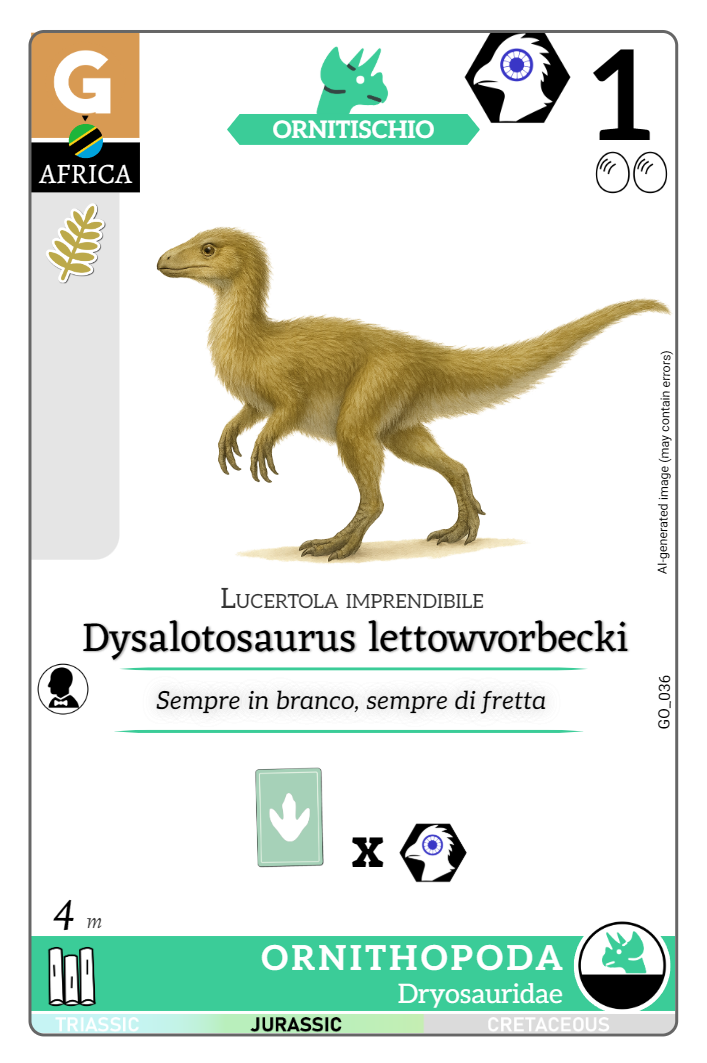 G
AFRICA
ORNITISCHIO
1
AI-generated image (may contain errors)
Lucertola imprendibile
Dysalotosaurus lettowvorbecki
Sempre in branco, sempre di fretta
GO_036
x
4 m
ORNITHOPODA
Dryosauridae
TRIASSIC JURASSIC CRETACEOUS